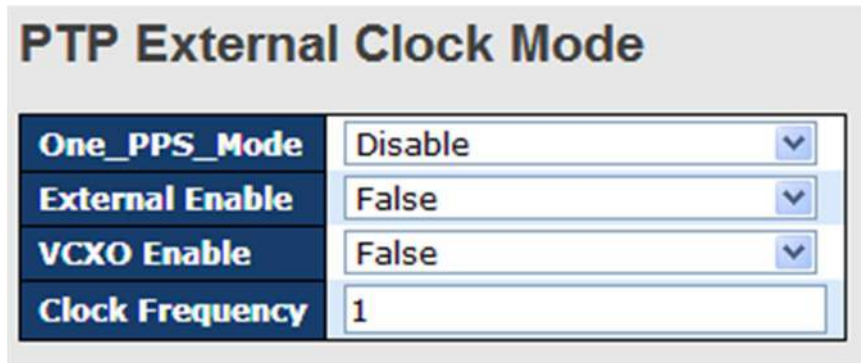 PTP External Clock Mode
One_PPS_Mode Disable
External Enable False
VCXO Enable False
Clock Frequency 1